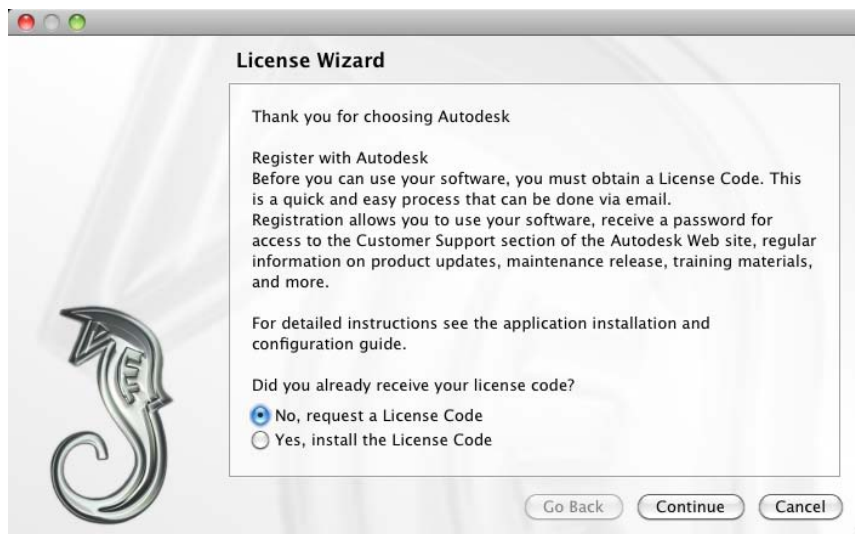 License Wizard
Thank you for choosing Autodesk
Register with Autodesk
Before you can use your software, you must obtain a License Code. This
is a quick and easy process that can be done via email.
Registration allows you to use your software, receive a password for
access to the Customer Support section of the Autodesk Web site, regular
information on product updates, maintenance release, training materials,
and more.
For detailed instructions see the application installation and
configuration guide.
Did you already receive your license code?
No, request a License Code
Yes, install the License Code
Go Back Continue Cancel